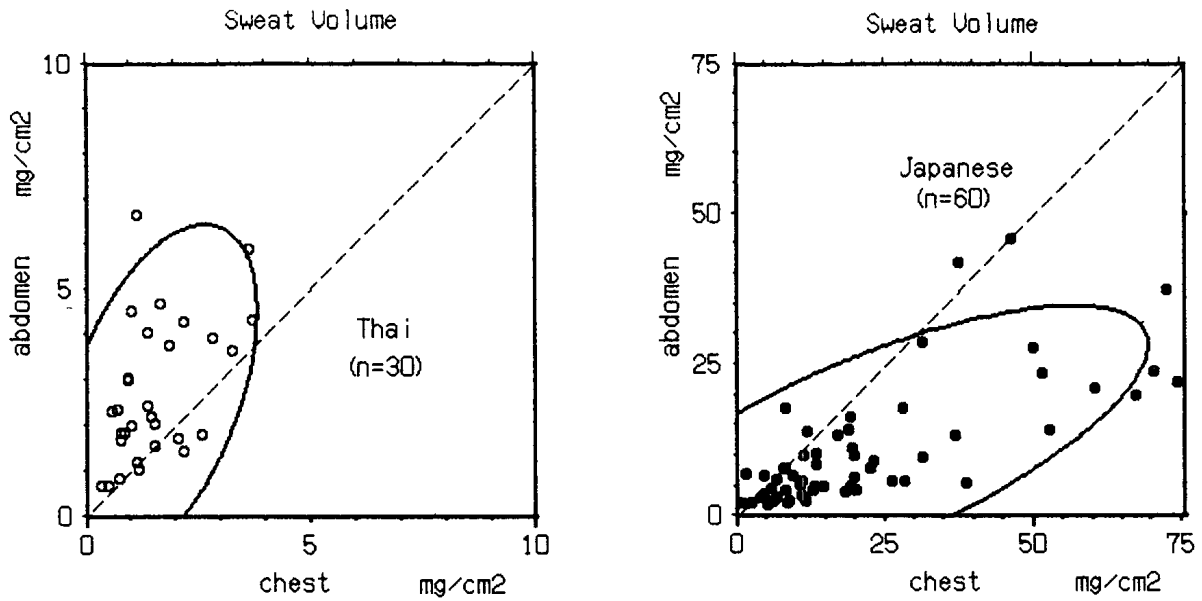 Sweat Volume
10
abdomen mg/cm2
5
0
Thai
(n=30)
0 5 10
chest mg/cm2
Sweat Volume
75
abdomen mg/cm2
50
25
0
Japanese
(n=60)
0 25 50 75
chest mg/cm2